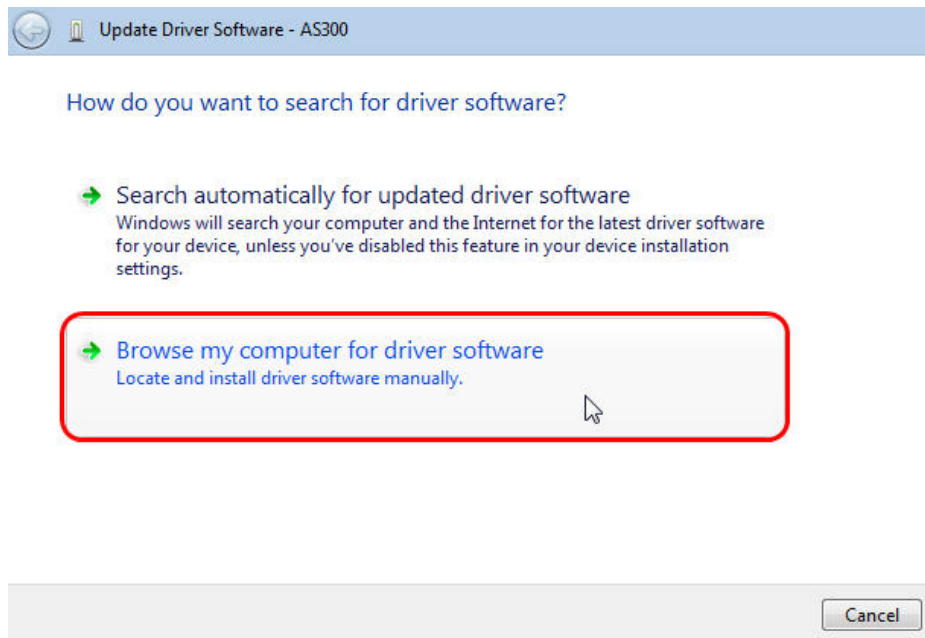 Update Driver Software - AS300
How do you want to search for driver software?
Search automatically for updated driver software
Windows will search your computer and the Internet for the latest driver software
for your device, unless you've disabled this feature in your device installation
settings.
Browse my computer for driver software
Locate and install driver software manually.
Cancel